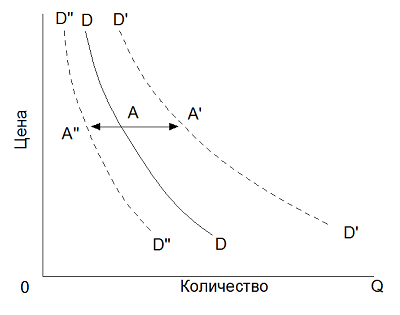 D" D D'
A
A" A'
Цена
D" D D'
0 Количество Q